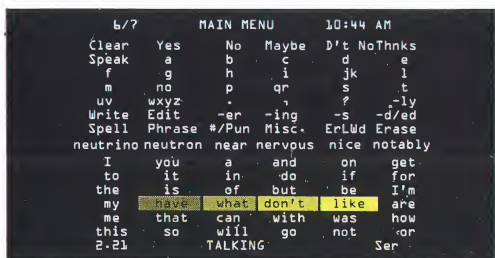 6/7 MAIN MENU 10:44 AM
Clear Yes No Maybe D't No Thnks
Speak a b c d e
f g h i jk l
m no p qr s t
uv wxyz . , ? -ly
Write Edit -er -ing -s -d/ed
Spell Phrase #/Pun Misc. ErLWd Erase
neutrino neutron near nervous nice notably
I you a and on get
to it in do if for
the is of but be I'm
my have what don't like are
me that can with was how
this so will go not or
2.21 TALKING Ser